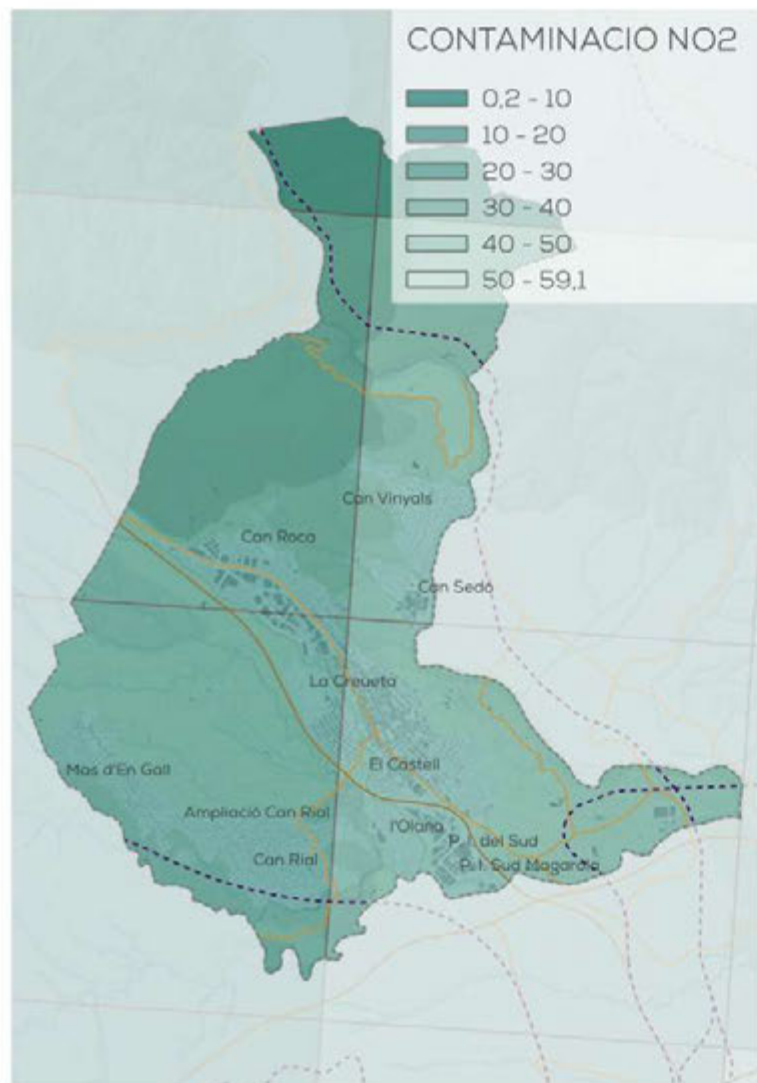 CONTAMINACIO NO2
0,2 - 10
10 - 20
20 - 30
30 - 40
40 - 50
50 - 59,1
Can Vinyals
Can Roca
Can Sedó
La Creueta
El Castell
Mas d'En Gall
Ampliació Can Rial
l'Olana
P. I. del Sud
Can Rial
P. I. Sud Magarola